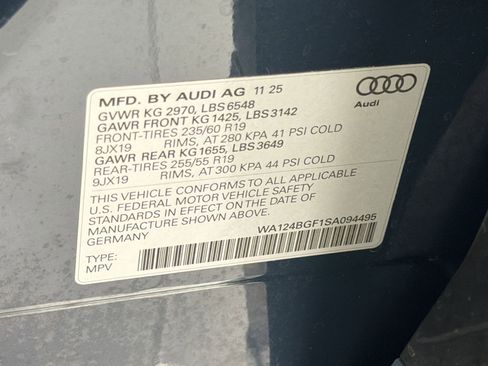 MFD. BY AUDI AG 11 25
GVWR KG 2970, LBS 6548
GAWR FRONT KG 1425, LBS 3142
FRONT-TIRES 235/60 R19
8JX19 RIMS, AT 280 KPA 41 PSI COLD
GAWR REAR KG 1655, LBS 3649
REAR-TIRES 255/55 R19
9JX19 RIMS, AT 300 KPA 44 PSI COLD
THIS VEHICLE CONFORMS TO ALL APPLICABLE
U.S. FEDERAL MOTOR VEHICLE SAFETY
STANDARDS IN EFFECT ON THE DATE OF
MANUFACTURE SHOWN ABOVE.
GERMANY
WA124BGF1SA094495
TYPE:
MPV
Audi